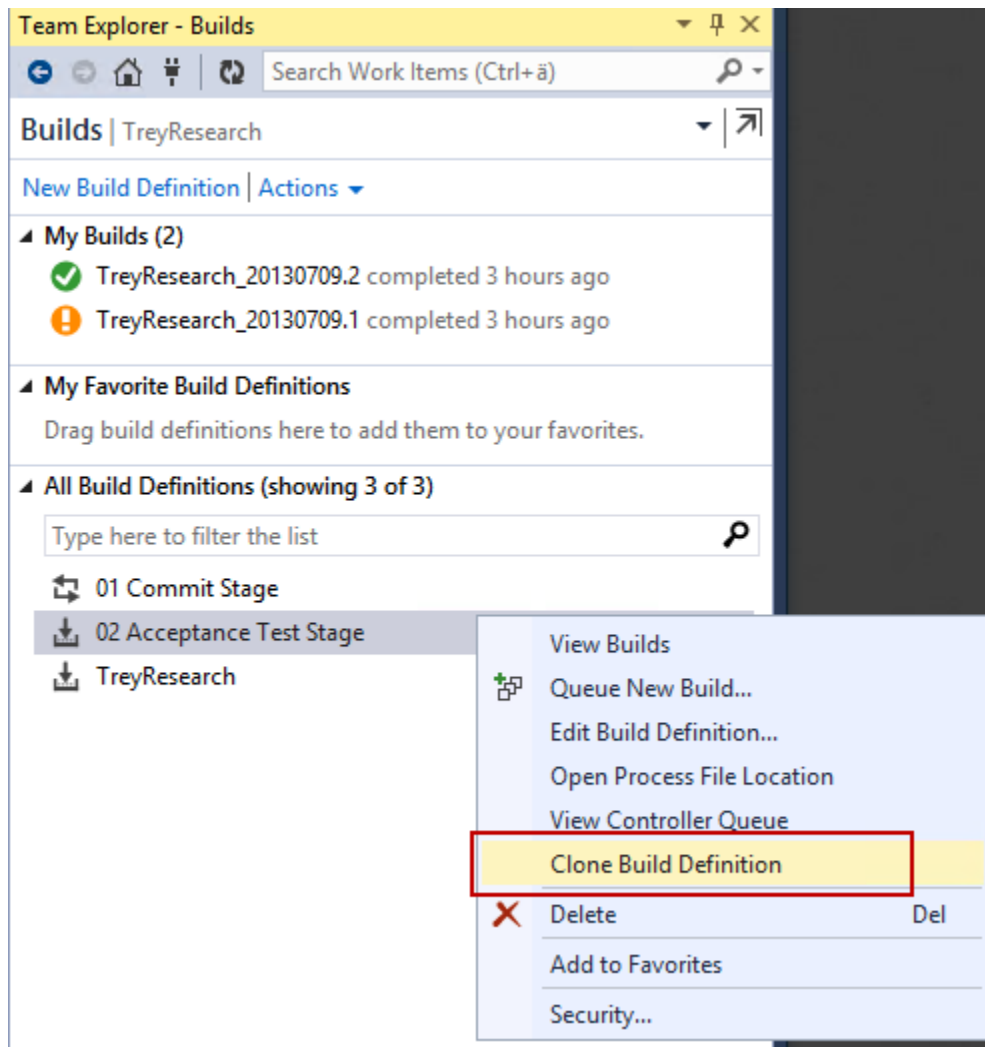 Team Explorer - Builds
Search Work Items (Ctrl+ä)
Builds | TreyResearch
New Build Definition | Actions
My Builds (2)
TreyResearch_20130709.2 completed 3 hours ago
TreyResearch_20130709.1 completed 3 hours ago
My Favorite Build Definitions
Drag build definitions here to add them to your favorites.
All Build Definitions (showing 3 of 3)
Type here to filter the list
01 Commit Stage
02 Acceptance Test Stage
TreyResearch
View Builds
Queue New Build...
Edit Build Definition...
Open Process File Location
View Controller Queue
Clone Build Definition
Delete Del
Add to Favorites
Security...